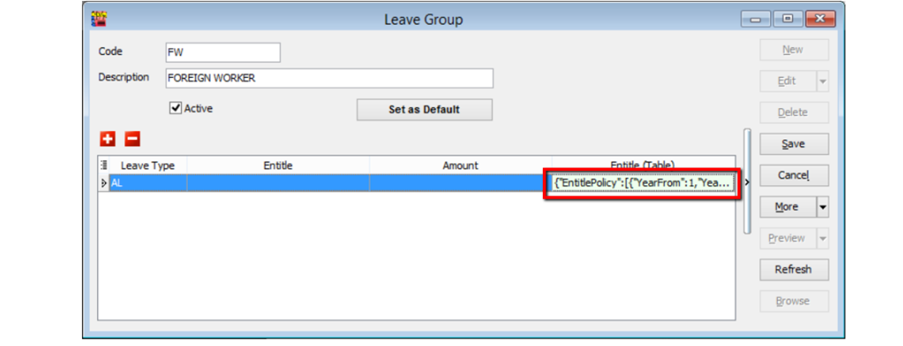 Leave Group
Code FW
Description FOREIGN WORKER
Active Set as Default
Leave Type Entitle Amount Entitle (Table)
AL {"EntitlePolicy":[{"YearFrom":1,"Yea...
New
Edit
Delete
Save
Cancel
More
Preview
Refresh
Browse